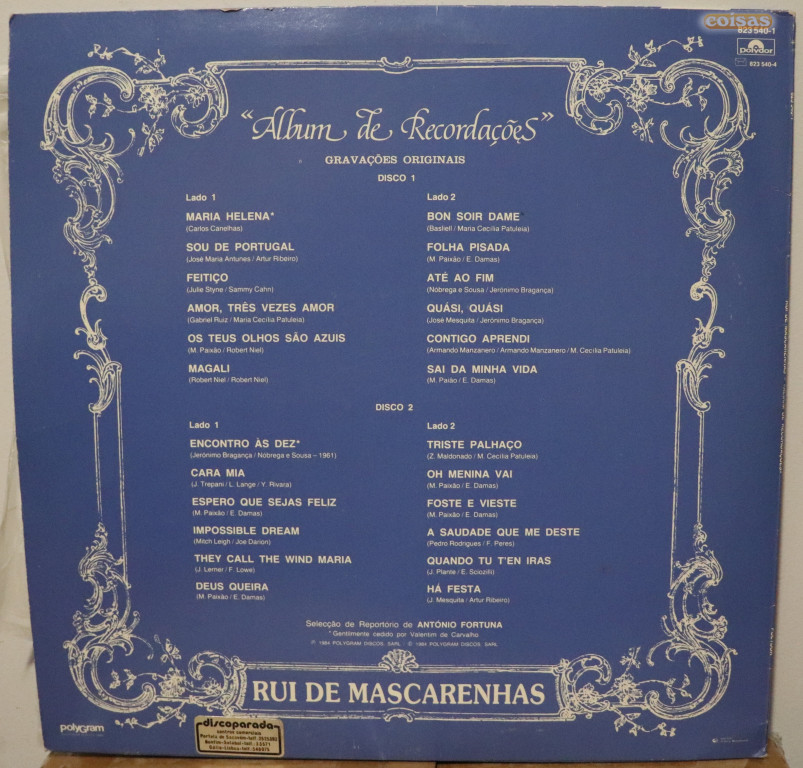 coisas
823 540-1
Polydor
823 540-4
"Album de Recordações"
GRAVAÇÕES ORIGINAIS
DISCO 1
Lado 1
MARIA HELENA*
(Carlos Canelhas)
SOU DE PORTUGAL
(José Maria Antunes / Artur Ribeiro)
FEITIÇO
(Julie Styne / Sammy Cahn)
AMOR, TRÊS VEZES AMOR
(Gabriel Ruiz / Maria Cecília Patuleia)
OS TEUS OLHOS SÃO AZUIS
(M. Paixão / Robert Niel)
MAGALI
(Robert Niel / Robert Niel)
Lado 2
BON SOIR DAME*
(Basliell / Maria Cecília Patuleia)
FOLHA PISADA
(M. Paixão / E. Damas)
ATÉ AO FIM
(Nóbrega e Sousa / Jerónimo Bragança)
QUÁSI, QUÁSI
(José Mesquita / Jerónimo Bragança)
CONTIGO APRENDI
(Armando Manzanero / Armando Manzanero / M. Cecília Patuleia)
SAI DA MINHA VIDA
(M. Paião / E. Damas)
DISCO 2
Lado 1
ENCONTRO ÀS DEZ*
(Jerónimo Bragança / Nóbrega e Sousa – 1961)
CARA MIA
(J. Trepani / L. Lange / Y. Rivara)
ESPERO QUE SEJAS FELIZ
(M. Paixão / E. Damas)
IMPOSSIBLE DREAM
(Mitch Leigh / Joe Darion)
THEY CALL THE WIND MARIA
(J. Lerner / F. Lowe)
DEUS QUEIRA
(M. Paixão / E. Damas)
Lado 2
TRISTE PALHAÇO
(Z. Maldonado / M. Cecília Patuleia)
OH MENINA VAI
(M. Paixão / E. Damas)
FOSTE E VIESTE
(M. Paixão / E. Damas)
A SAUDADE QUE ME DESTE
(Pedro Rodrigues / F. Peres)
QUANDO TU T'EN IRAS
(J. Plante / E. Sciozilli)
HÁ FESTA
(J. Mesquita / Artur Ribeiro)
Selecção de Reportório de ANTÓNIO FORTUNA
* Gentilmente cedido por Valentim de Carvalho
℗ 1984 POLYGRAM DISCOS, SARL / © 1984 POLYGRAM DISCOS, SARL
RUI DE MASCARENHAS
polygram
discoparada
centros comerciais